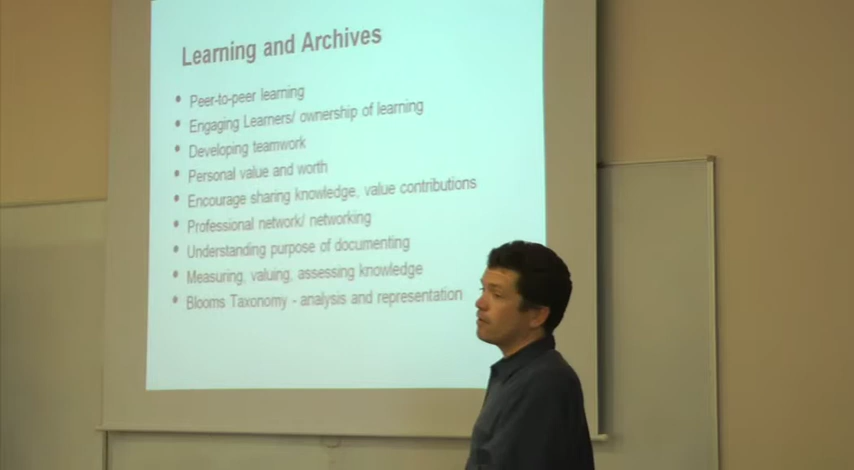 Learning and Archives
• Peer-to-peer learning
• Engaging Learners/ ownership of learning
• Developing teamwork
• Personal value and worth
• Encourage sharing knowledge, value contributions
• Professional network/ networking
• Understanding purpose of documenting
• Measuring, valuing, assessing knowledge
• Blooms Taxonomy - analysis and representation